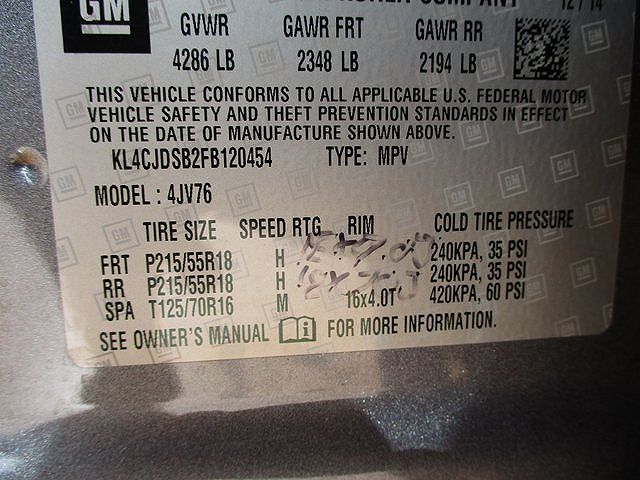 GM
COMPANY 12/14
GVWR GAWR FRT GAWR RR
4286 LB 2348 LB 2194 LB
THIS VEHICLE CONFORMS TO ALL APPLICABLE U.S. FEDERAL MOTOR
VEHICLE SAFETY AND THEFT PREVENTION STANDARDS IN EFFECT
ON THE DATE OF MANUFACTURE SHOWN ABOVE.
KL4CJDSB2FB120454 TYPE: MPV
MODEL : 4JV76
TIRE SIZE SPEED RTG RIM COLD TIRE PRESSURE
FRT P215/55R18 H 240KPA, 35 PSI
RR P215/55R18 H 240KPA, 35 PSI
SPA T125/70R16 M 16x4.0T 420KPA, 60 PSI
SEE OWNER'S MANUAL FOR MORE INFORMATION.